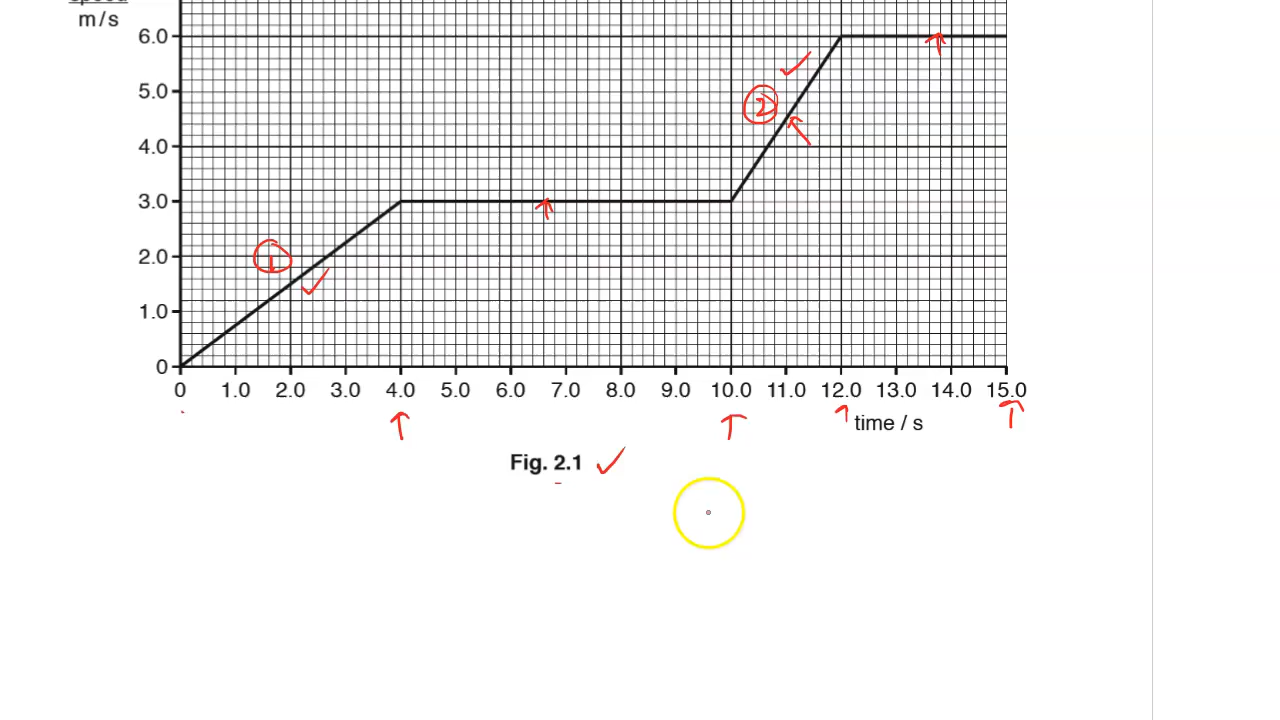 speed
m/s
6.0
5.0
②
4.0
3.0
2.0
①
1.0
0
0 1.0 2.0 3.0 4.0 5.0 6.0 7.0 8.0 9.0 10.0 11.0 12.0 13.0 14.0 15.0
time / s
Fig. 2.1